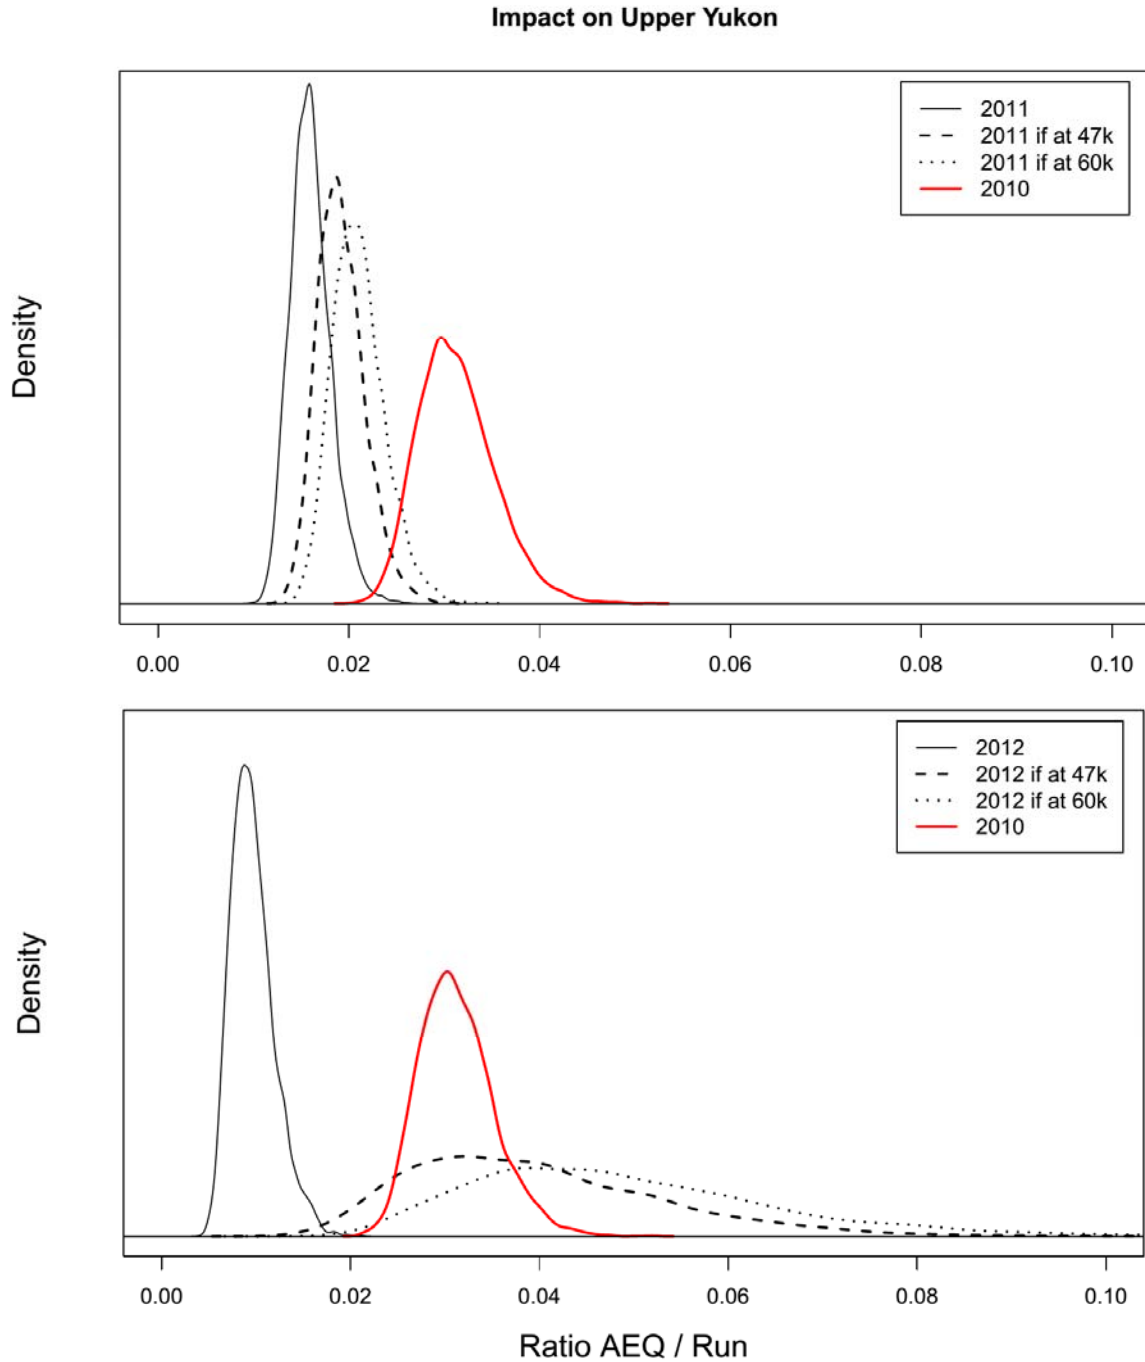 Impact on Upper Yukon
2011
2011 if at 47k
2011 if at 60k
2010
Density
0.00 0.02 0.04 0.06 0.08 0.10
2012
2012 if at 47k
2012 if at 60k
2010
Density
0.00 0.02 0.04 0.06 0.08 0.10
Ratio AEQ / Run